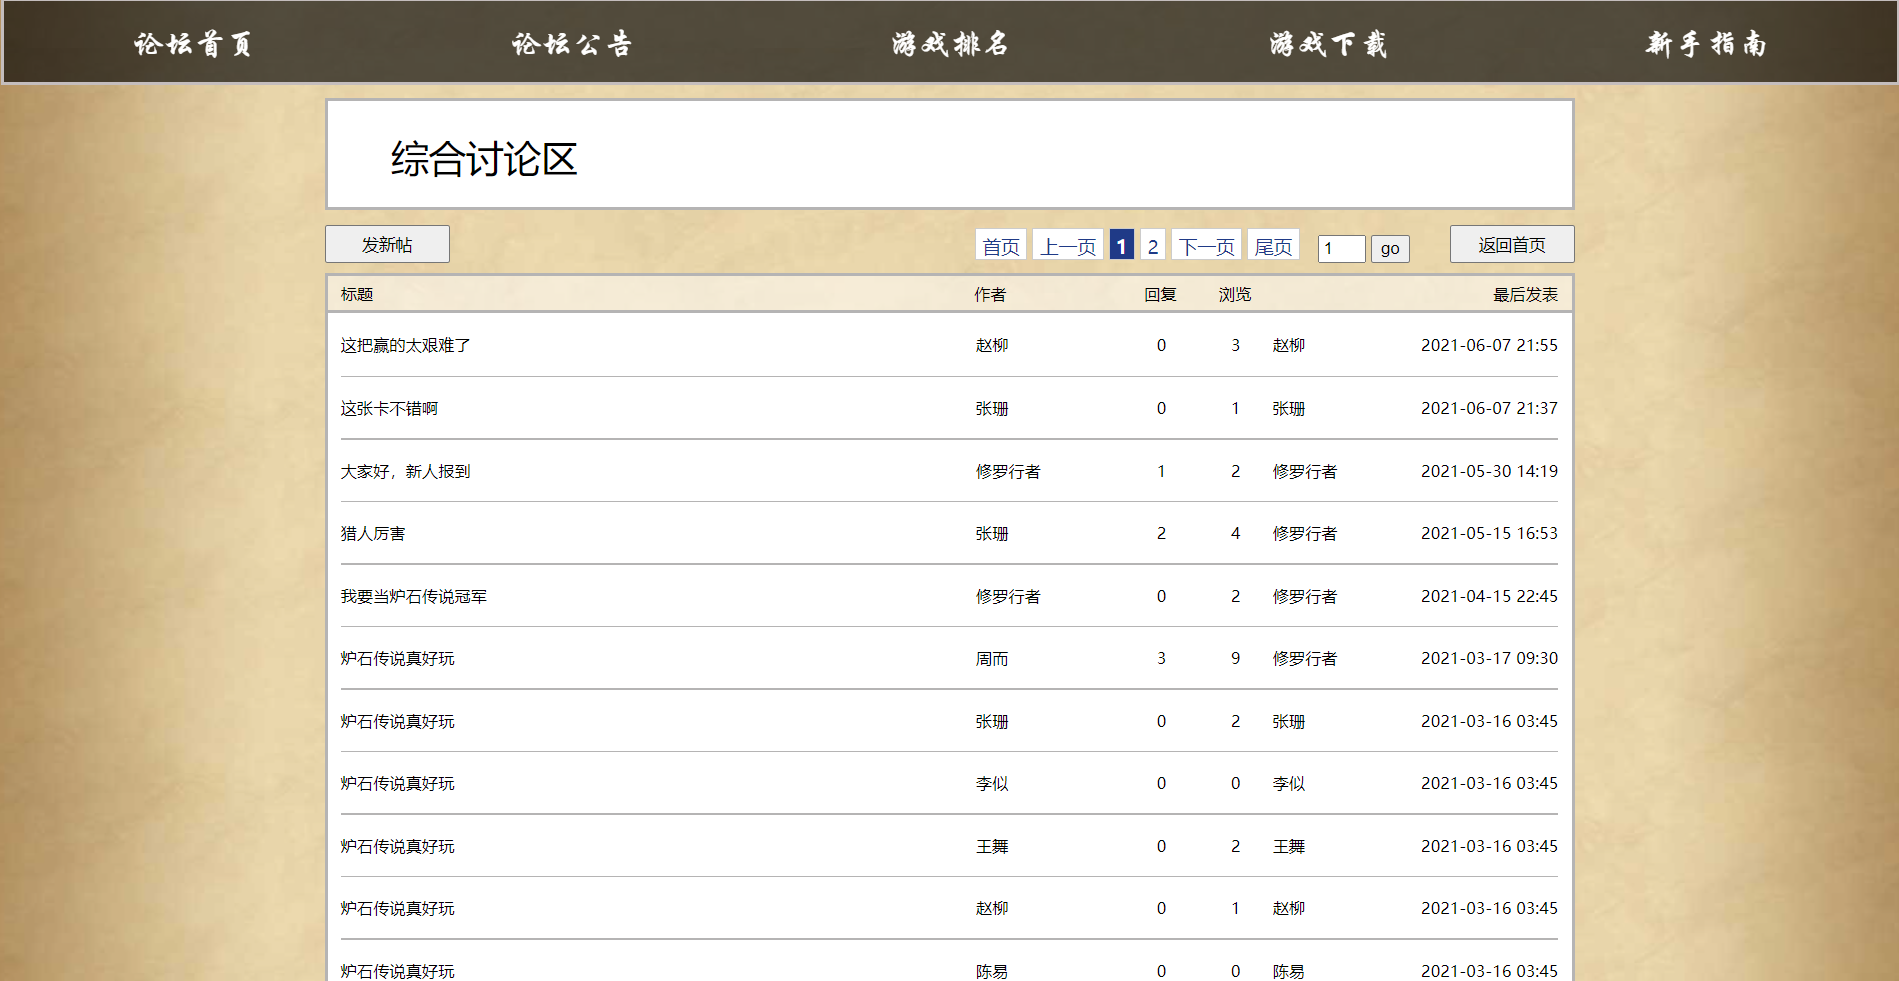 论坛首页 论坛公告 游戏排名 游戏下载 新手指南
综合讨论区
发新帖 首页 上一页 1 2 下一页 尾页 1 go 返回首页
标题 作者 回复 浏览 最后发表
这把赢的太艰难了 赵柳 0 3 赵柳 2021-06-07 21:55
这张卡不错啊 张珊 0 1 张珊 2021-06-07 21:37
大家好，新人报到 修罗行者 1 2 修罗行者 2021-05-30 14:19
猎人厉害 张珊 2 4 修罗行者 2021-05-15 16:53
我要当炉石传说冠军 修罗行者 0 2 修罗行者 2021-04-15 22:45
炉石传说真好玩 周而 3 9 修罗行者 2021-03-17 09:30
炉石传说真好玩 张珊 0 2 张珊 2021-03-16 03:45
炉石传说真好玩 李似 0 0 李似 2021-03-16 03:45
炉石传说真好玩 王舞 0 2 王舞 2021-03-16 03:45
炉石传说真好玩 赵柳 0 1 赵柳 2021-03-16 03:45
炉石传说真好玩 陈易 0 0 陈易 2021-03-16 03:45